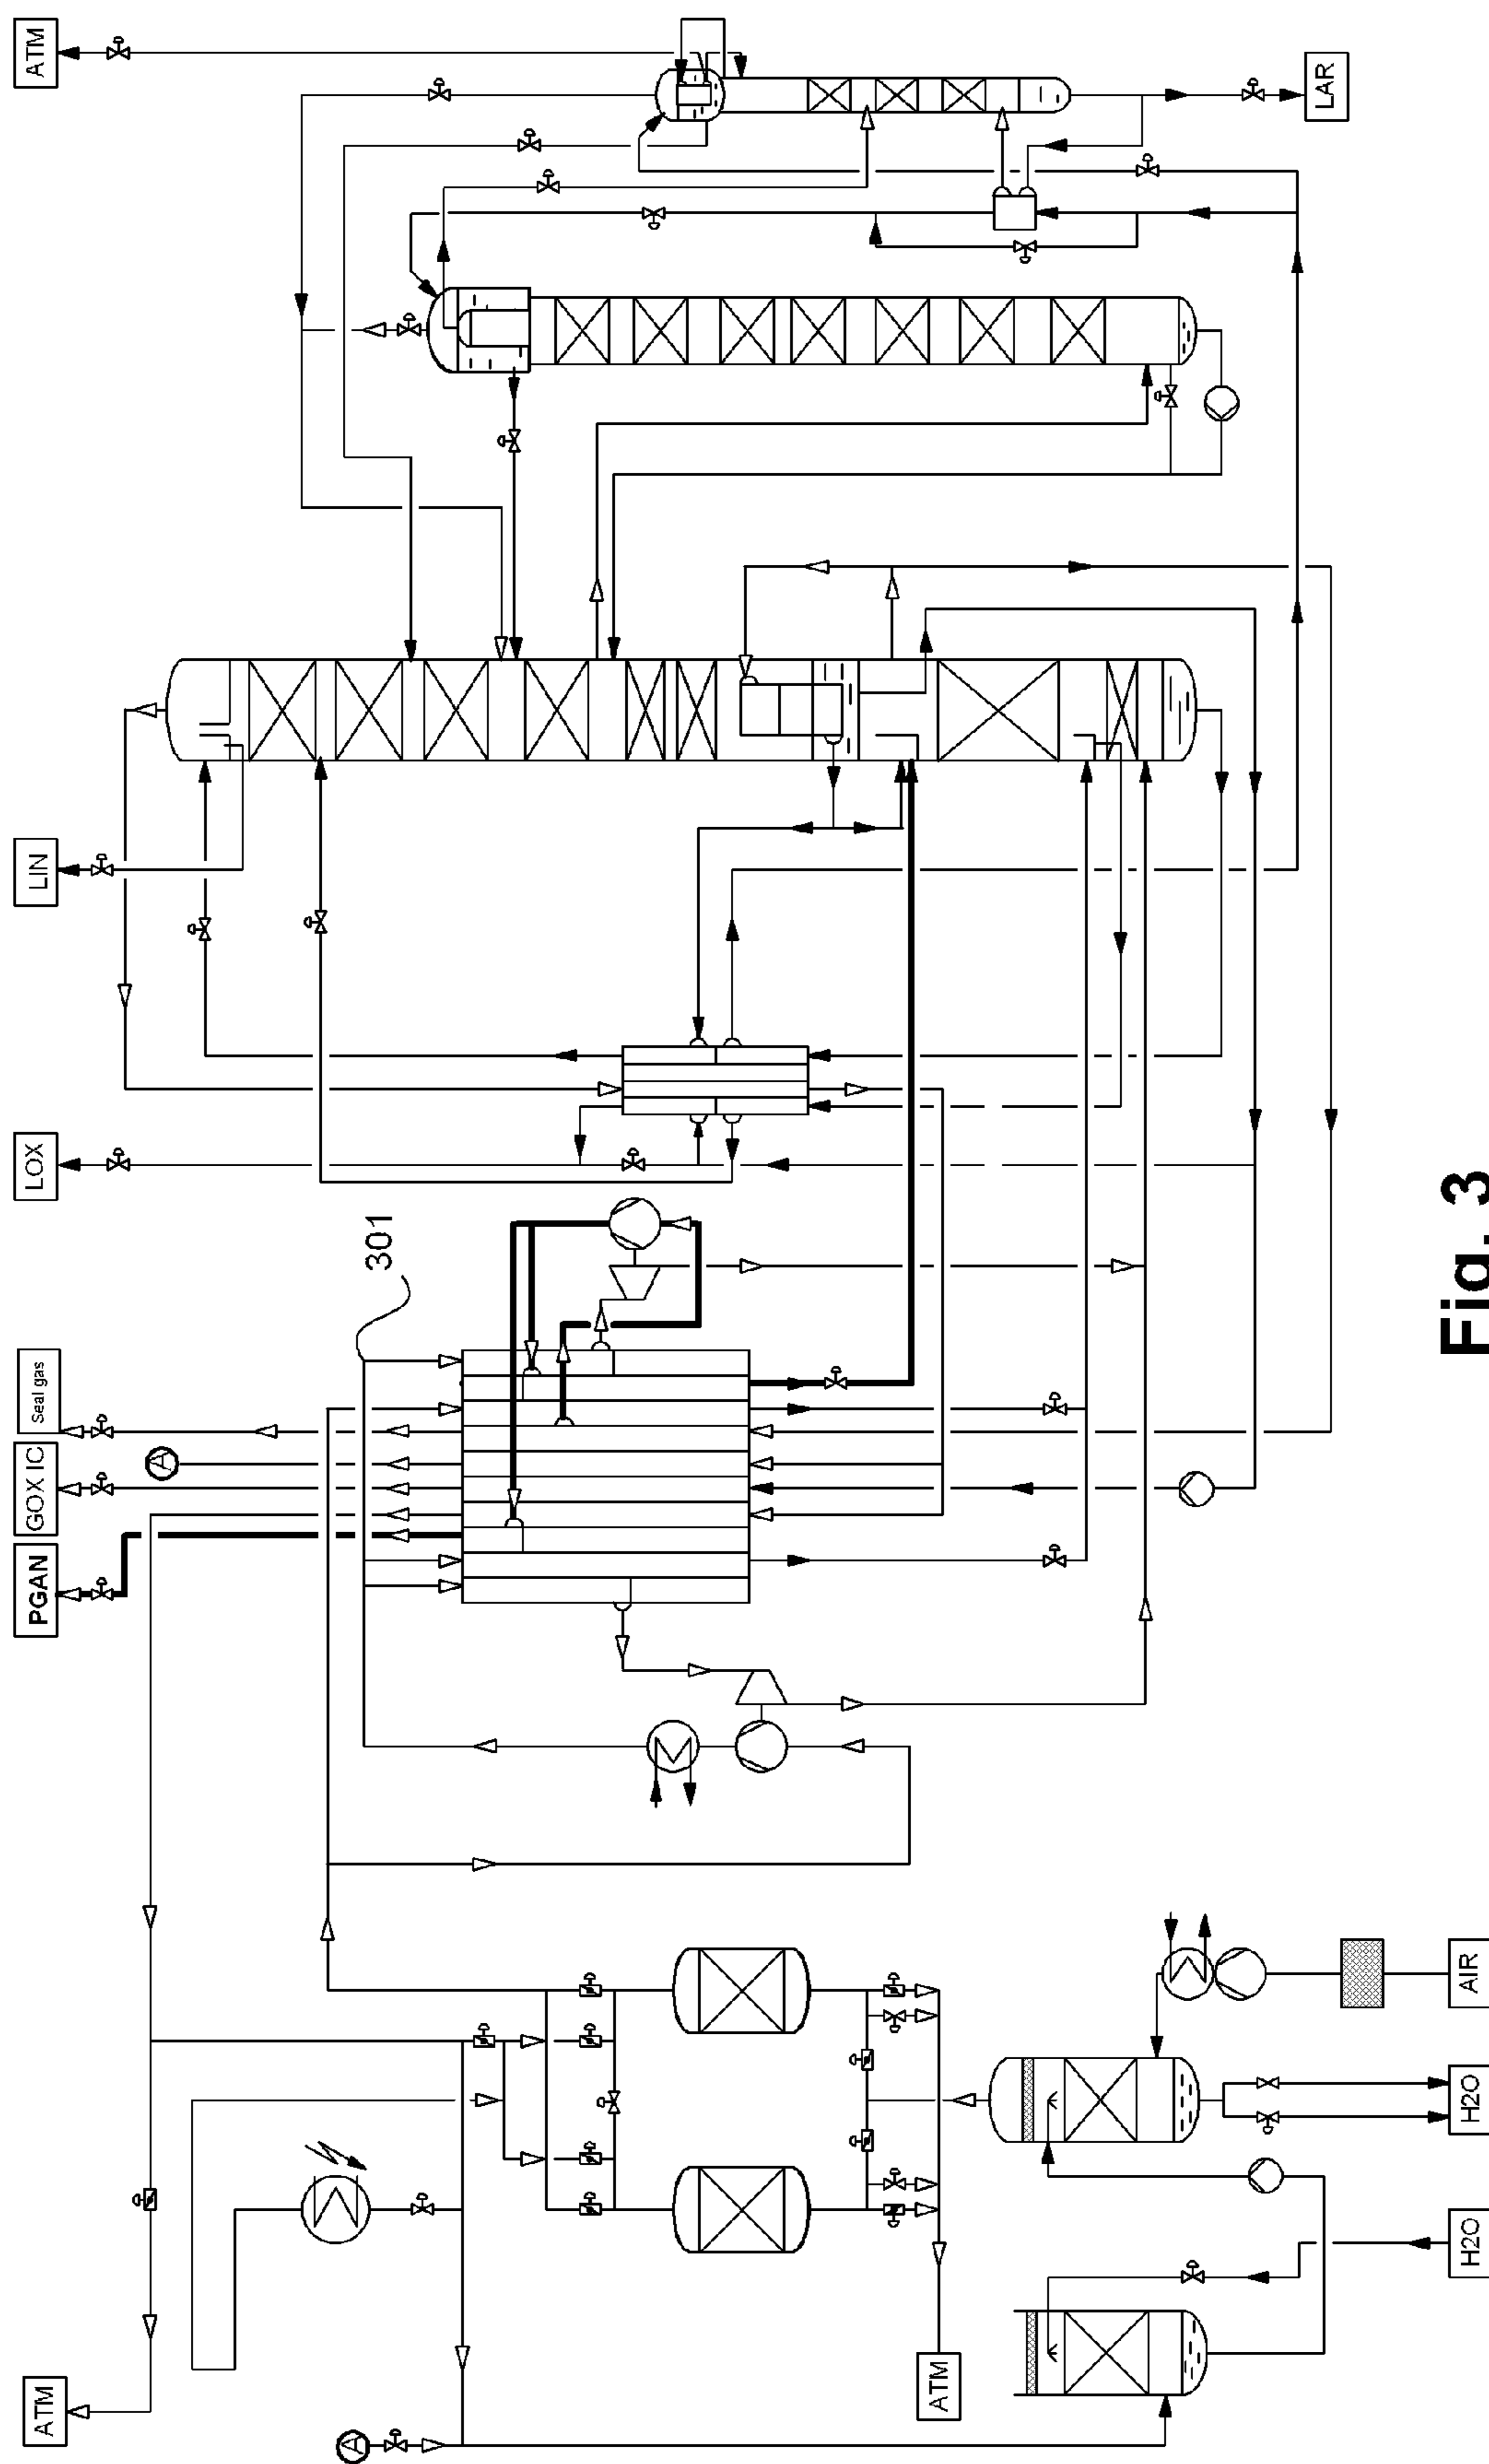 ATM
LAR
LIN
LOX
301
Seal gas
GOX IC
A
PGAN
AIR
H2O
H2O
ATM
ATM
A
Fig. 3